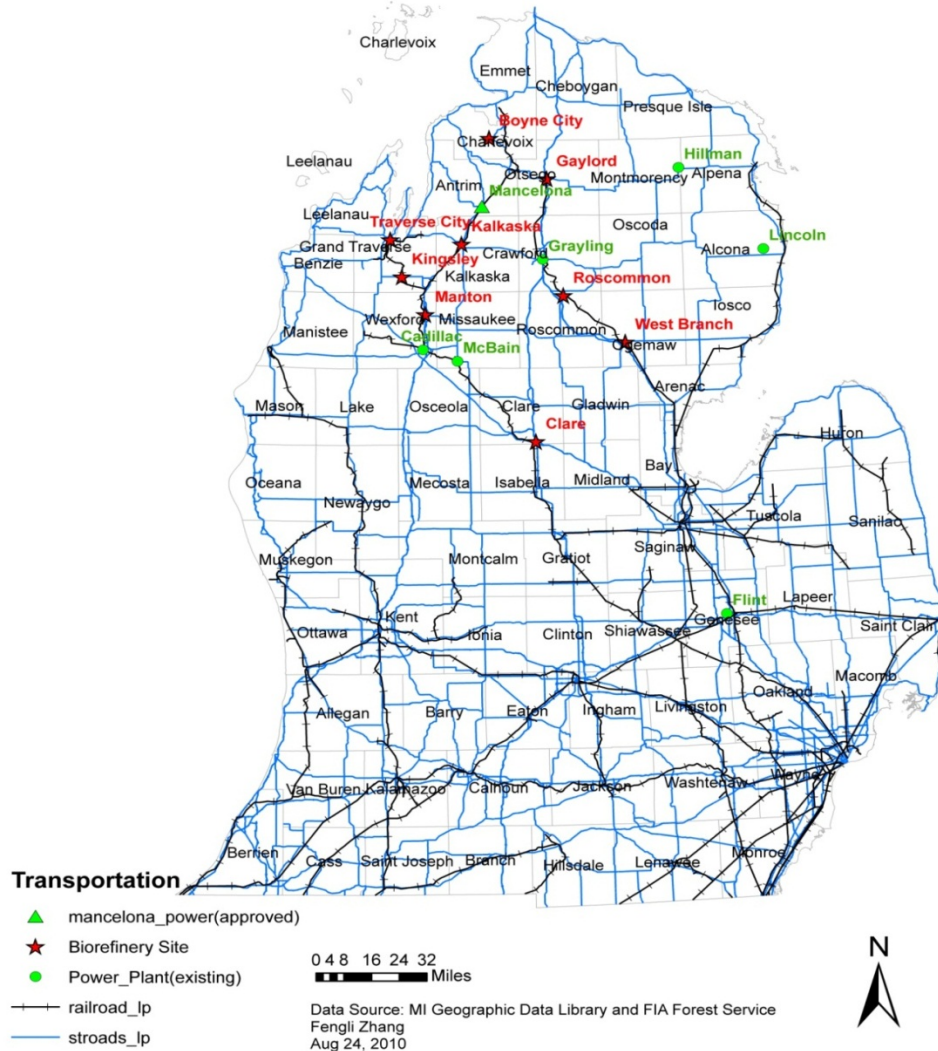 Charlevoix
Emmet
Cheboygan
Presque Isle
Boyne City
Charlevoix
Hillman
Leelanau
Gaylord
Otsego
Montmorency
Alpena
Antrim
Mancelona
Leelanau
Traverse City
Kalkaska
Oscoda
Lincoln
Grand Traverse
Crawford
Grayling
Alcona
Benzie
Kingsley
Kalkaska
Roscommon
Manton
Iosco
Wexford
Missaukee
Roscommon
West Branch
Manistee
Cadillac
McBain
Ogemaw
Arenac
Mason
Lake
Osceola
Clare
Gladwin
Clare
Huron
Oceana
Mecosta
Isabella
Midland
Bay
Newaygo
Tuscola
Sanilac
Muskegon
Montcalm
Gratiot
Saginaw
Flint
Lapeer
Kent
Genesee
Saint Clair
Ottawa
Ionia
Clinton
Shiawassee
Macomb
Oakland
Allegan
Barry
Eaton
Ingham
Livingston
Van Buren
Kalamazoo
Calhoun
Jackson
Washtenaw
Wayne
Berrien
Cass
Saint Joseph
Branch
Hillsdale
Lenawee
Monroe
Transportation
mancelona_power(approved)
Biorefinery Site
Power_Plant(existing)
railroad_lp
stroads_lp
0 4 8 16 24 32
Miles
N
Data Source: MI Geographic Data Library and FIA Forest Service
Fengli Zhang
Aug 24, 2010